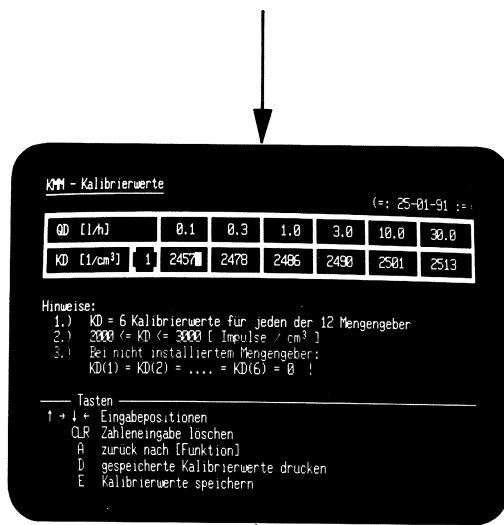 KMM - Kalibrierwerte
(=: 25-01-91 :=)
QD [l/h] 0.1 0.3 1.0 3.0 10.0 30.0
KD [1/cm³] 1 2457 2478 2486 2490 2501 2513
Hinweise:
1.) KD = 6 Kalibrierwerte für jeden der 12 Mengengeber
2.) 2000 <= KD <= 3000 [ Impulse / cm³ ]
3.) Bei nicht installiertem Mengengeber:
KD(1) = KD(2) = .... = KD(6) = 0 !
Tasten
↑ → ↓ ← Eingabepositionen
CLR Zahleneingabe löschen
A zurück nach [Funktion]
D gespeicherte Kalibrierwerte drucken
E Kalibrierwerte speichern